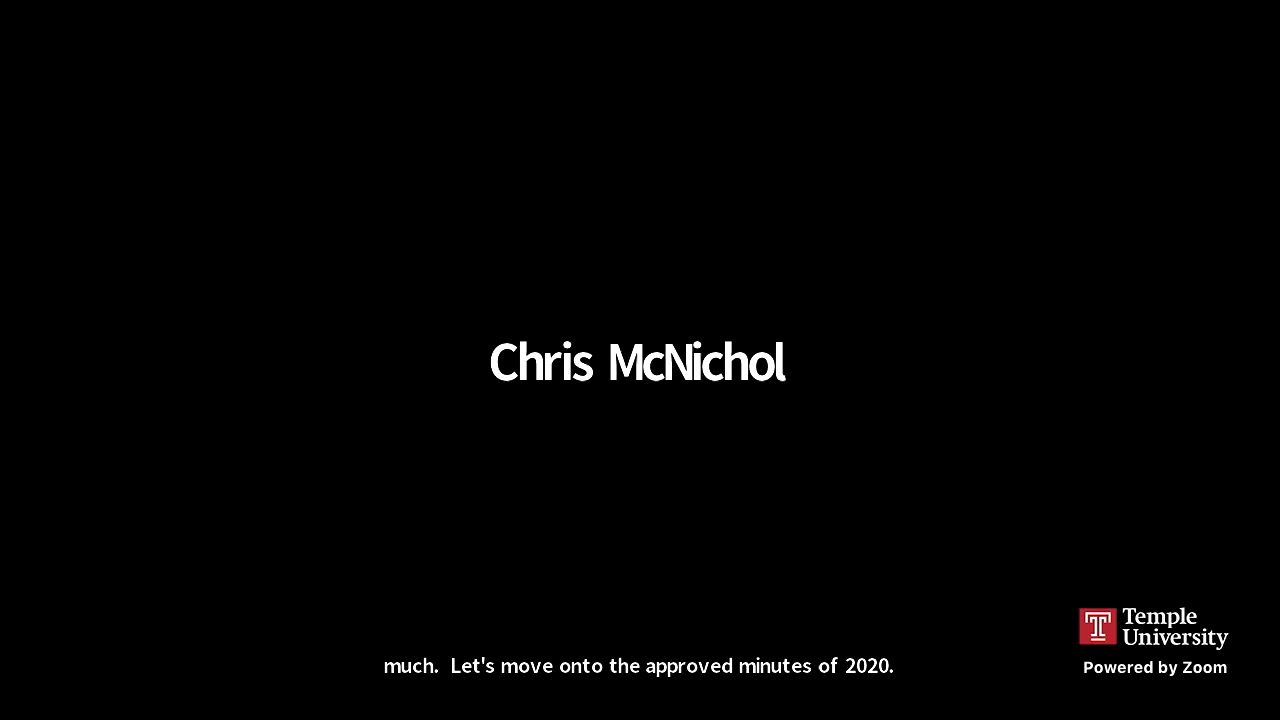 Chris McNichol
Temple
University
much. Let's move onto the approved minutes of 2020.
Powered by Zoom